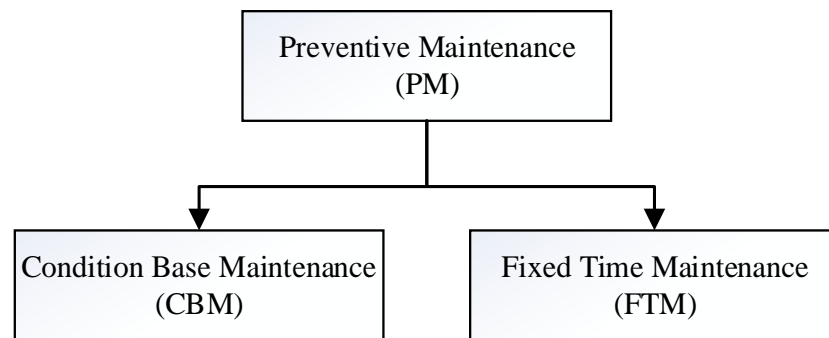 Preventive Maintenance
(PM)
Condition Base Maintenance
(CBM)
Fixed Time Maintenance
(FTM)